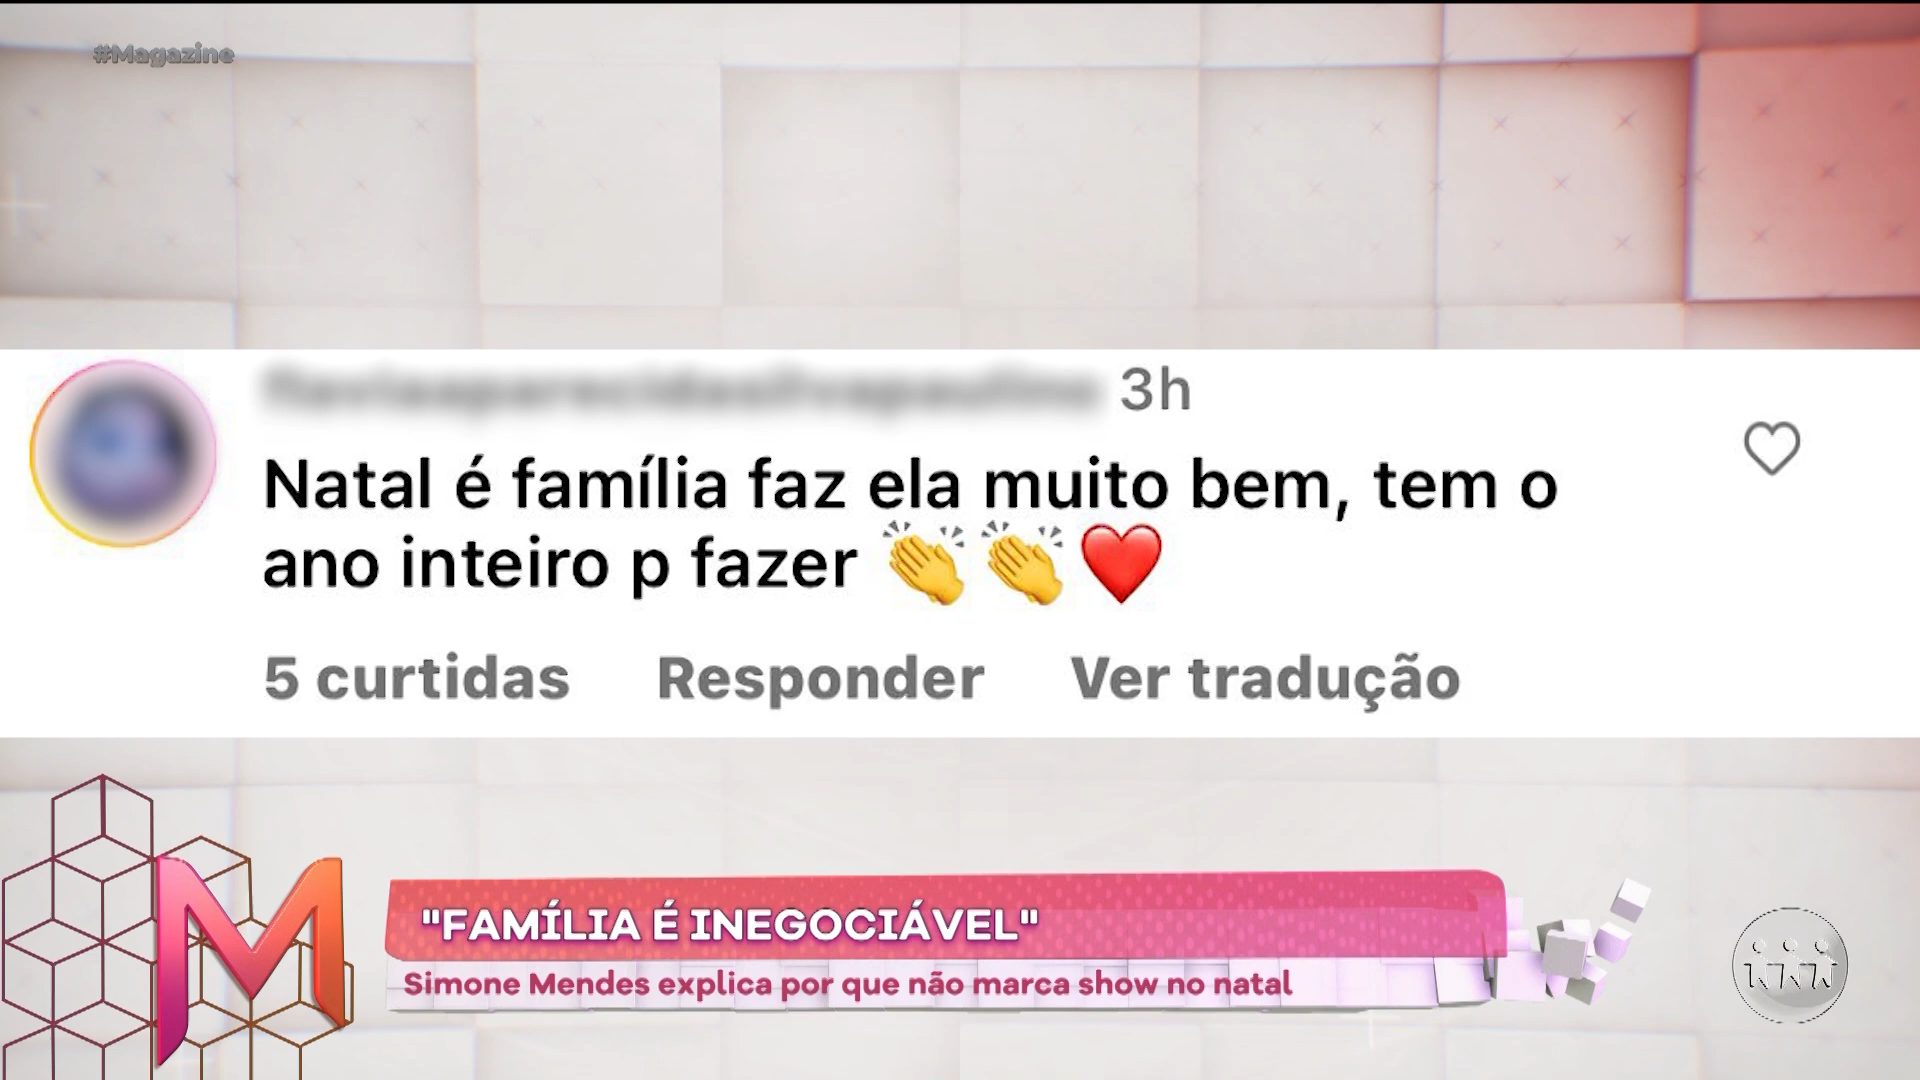 #Magazine
3h
Natal é família faz ela muito bem, tem o
ano inteiro p fazer 👏👏❤️
5 curtidas Responder Ver tradução
M
"FAMÍLIA É INEGOCIÁVEL"
Simone Mendes explica por que não marca show no natal